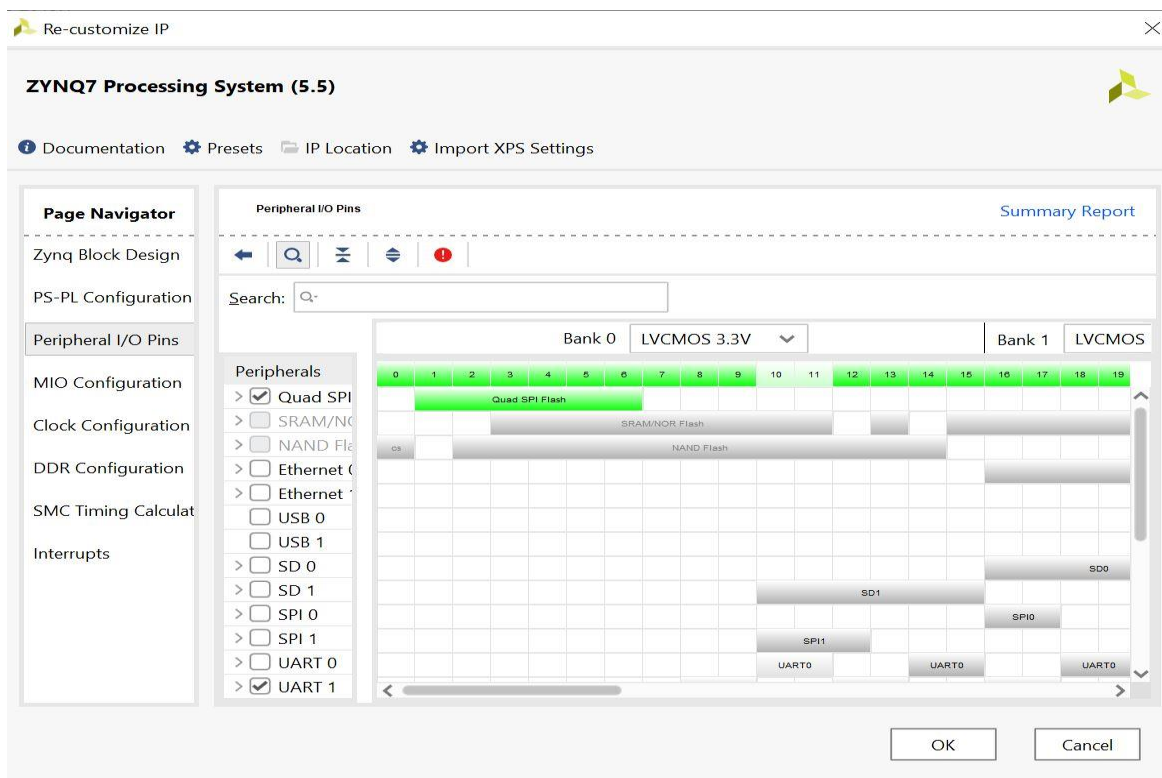 Re-customize IP
ZYNQ7 Processing System (5.5)
Documentation Presets IP Location Import XPS Settings
Page Navigator
Zynq Block Design
PS-PL Configuration
Peripheral I/O Pins
MIO Configuration
Clock Configuration
DDR Configuration
SMC Timing Calculat
Interrupts
Peripheral I/O Pins
Summary Report
Search:
Bank 0 LVCMOS 3.3V Bank 1 LVCMOS
Peripherals 0 1 2 3 4 5 6 7 8 9 10 11 12 13 14 15 16 17 18 19
Quad SPI Quad SPI Flash
SRAM/NO SRAM/NOR Flash
NAND Fla cs NAND Flash
Ethernet 0
Ethernet 1
USB 0
USB 1
SD 0 SD0
SD 1 SD1
SPI 0 SPI0
SPI 1 SPI1
UART 0 UART0 UART0 UART0
UART 1
OK Cancel